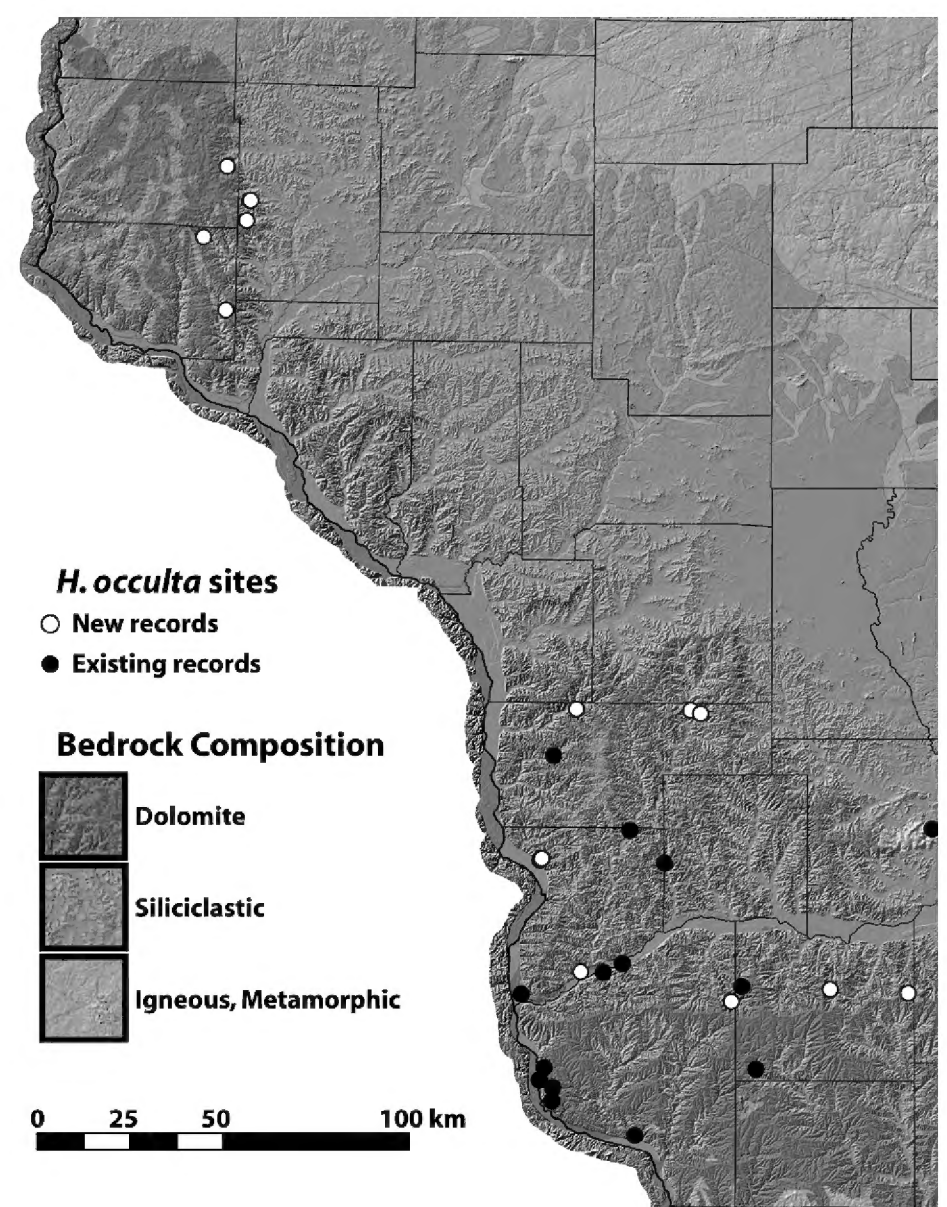 H. occulta sites
New records
Existing records
Bedrock Composition
Dolomite
Siliciclastic
Igneous, Metamorphic
0 25 50 100 km